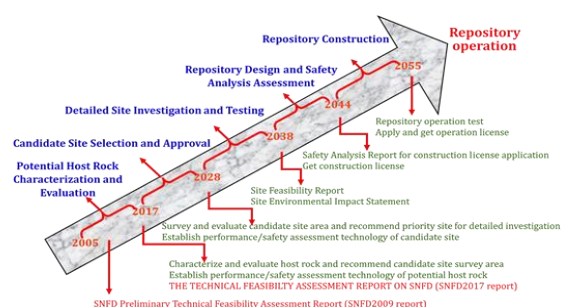 Repository
operation
Repository Construction
2055
Repository Design and Safety
Analysis Assessment
2044
Repository operation test
Apply and get operation license
Detailed Site Investigation and Testing
2038
Safety Analysis Report for construction license application
Get construction license
Candidate Site Selection and Approval
2028
Site Feasibility Report
Site Environmental Impact Statement
Potential Host Rock
Characterization and
Evaluation
2017
Survey and evaluate candidate site area and recommend priority site for detailed investigation
Establish performance/safety assessment technology of candidate site
2005
Characterize and evaluate host rock and recommend candidate site survey area
Establish performance/safety assessment technology of potential host rock
THE TECHNICAL FEASIBILTY ASSESSMENT REPORT ON SNFD (SNFD2017 report)
SNFD Preliminary Technical Feasibility Assessment Report (SNFD2009 report)